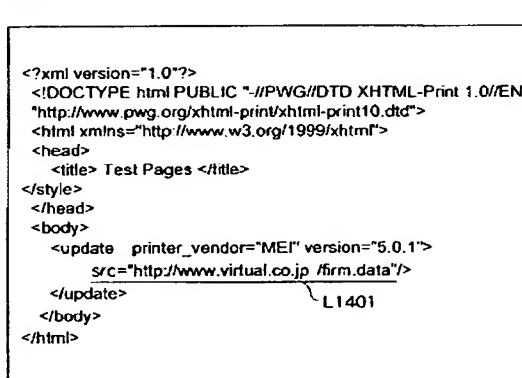 <?xml version="1.0"?>
<!DOCTYPE html PUBLIC "-//PWG//DTD XHTML-Print 1.0//EN
"http://www.pwg.org/xhtml-print/xhtml-print10.dtd">
<html xmlns="http://www.w3.org/1999/xhtml">
<head>
<title> Test Pages </title>
</style>
</head>
<body>
<update printer_vendor="MEI" version="5.0.1">
src="http://www.virtual.co.jp /firm.data"/>
</update>
L1401
</body>
</html>